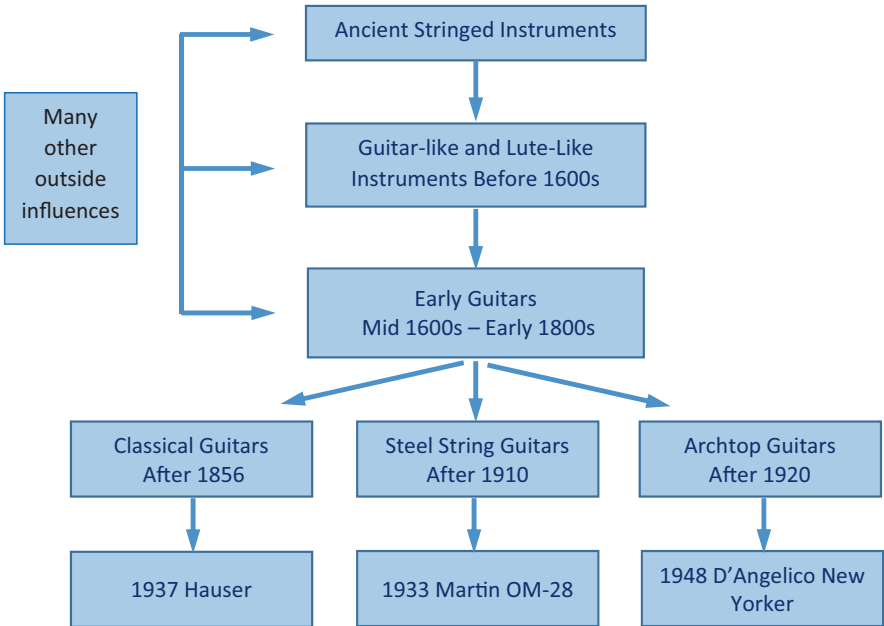 Ancient Stringed Instruments
Many
other
outside
influences
Guitar-like and Lute-Like
Instruments Before 1600s
Early Guitars
Mid 1600s – Early 1800s
Classical Guitars
After 1856
Steel String Guitars
After 1910
Archtop Guitars
After 1920
1937 Hauser
1933 Martin OM-28
1948 D’Angelico New
Yorker